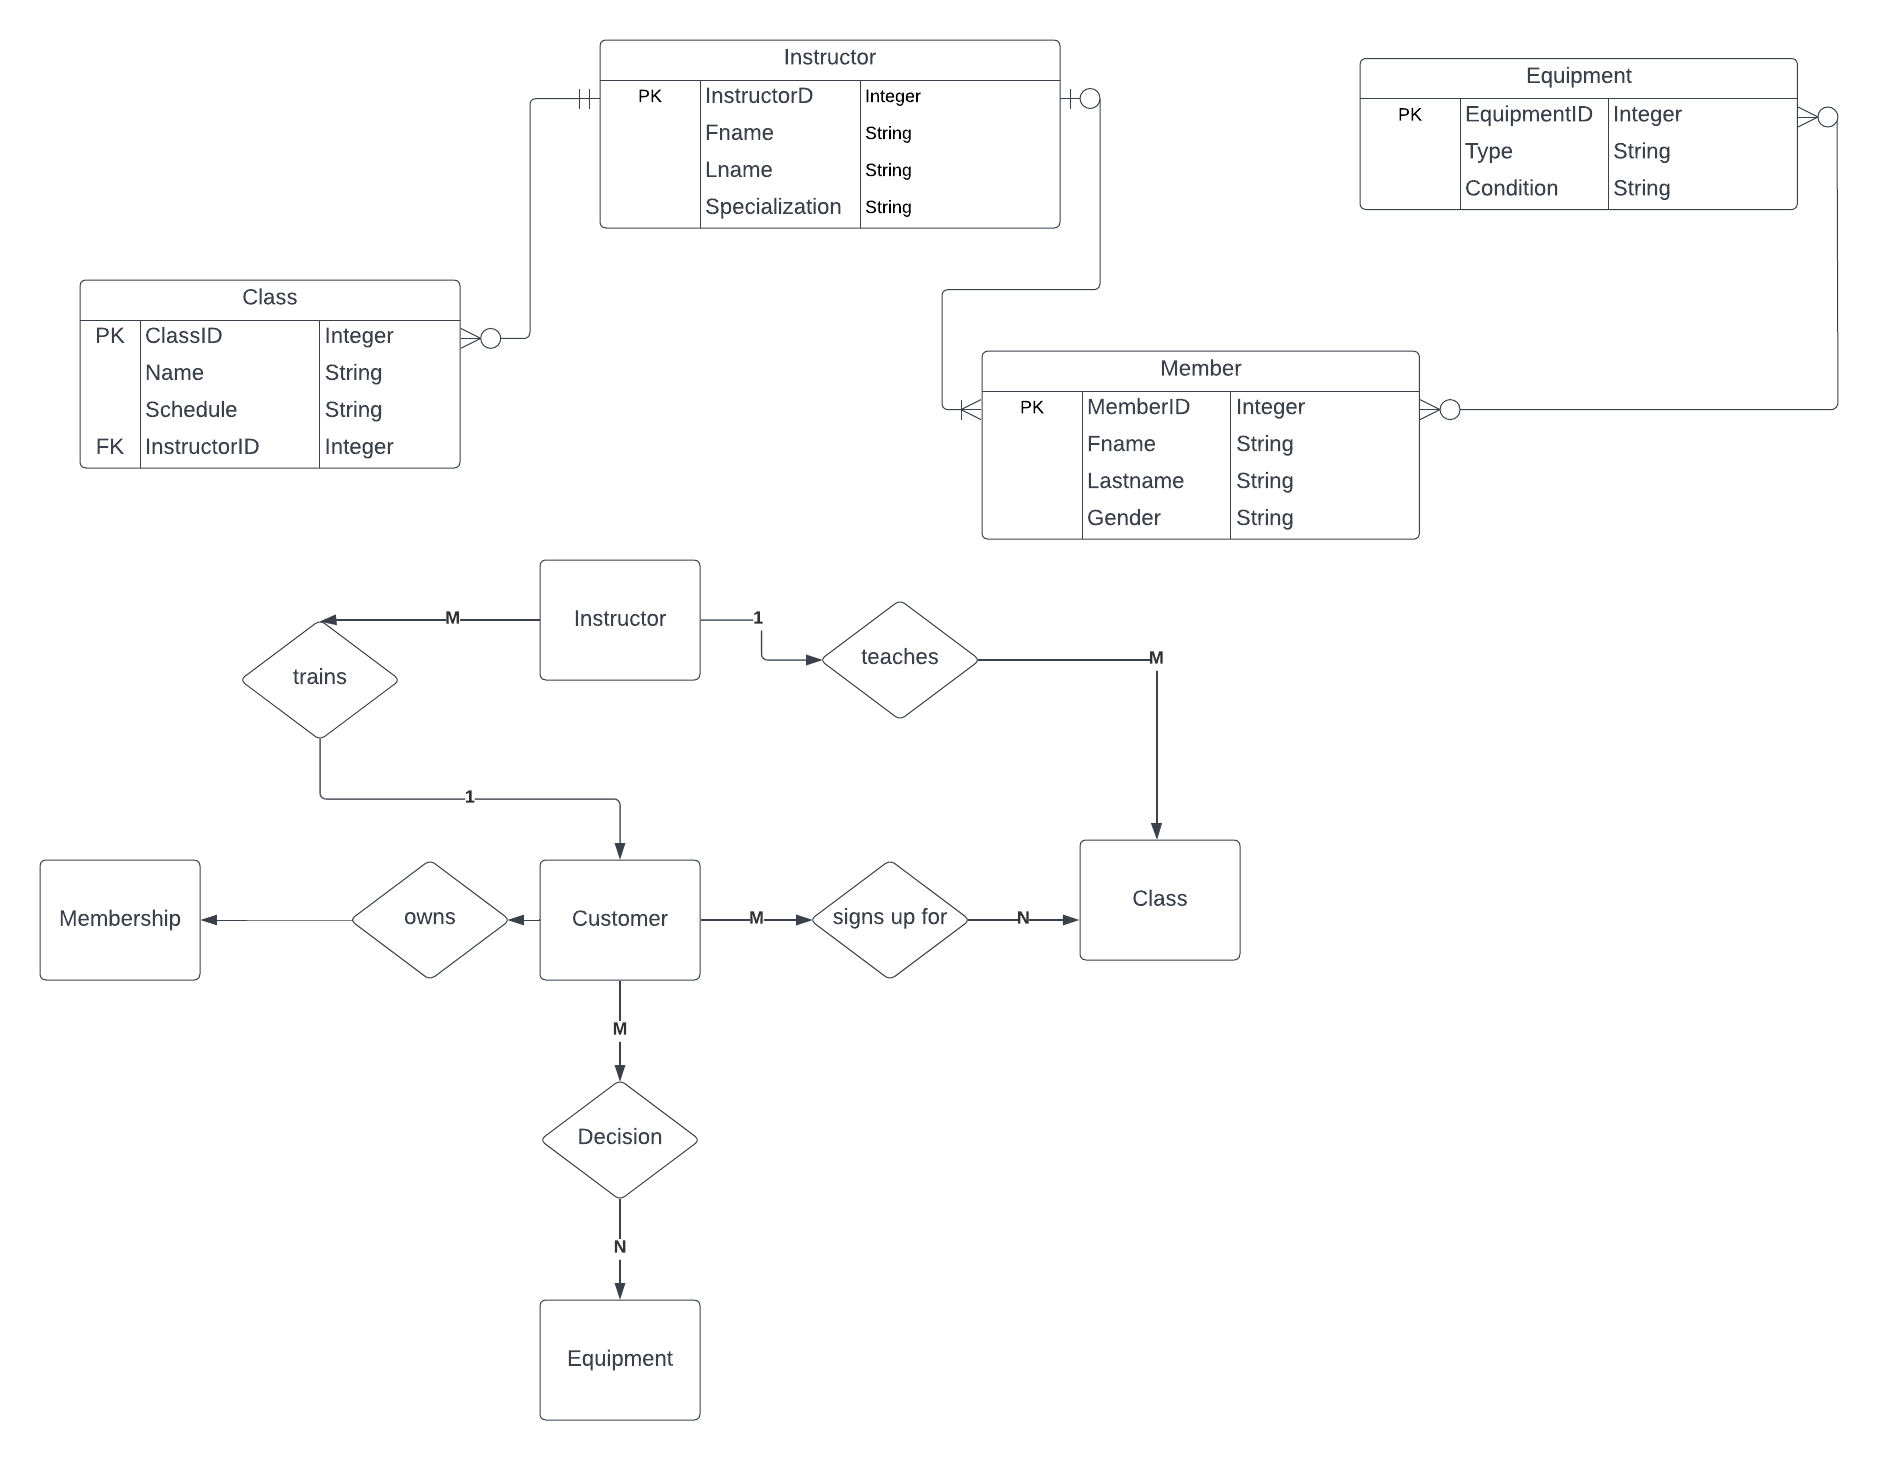 Instructor
PK InstructorD Integer
Fname String
Lname String
Specialization String
Equipment
PK EquipmentID Integer
Type String
Condition String
Class
PK ClassID Integer
Name String
Schedule String
FK InstructorID Integer
Member
PK MemberID Integer
Fname String
Lastname String
Gender String
Instructor
M
1
trains
teaches
M
1
Membership
owns
Customer
M
signs up for
N
Class
M
Decision
N
Equipment